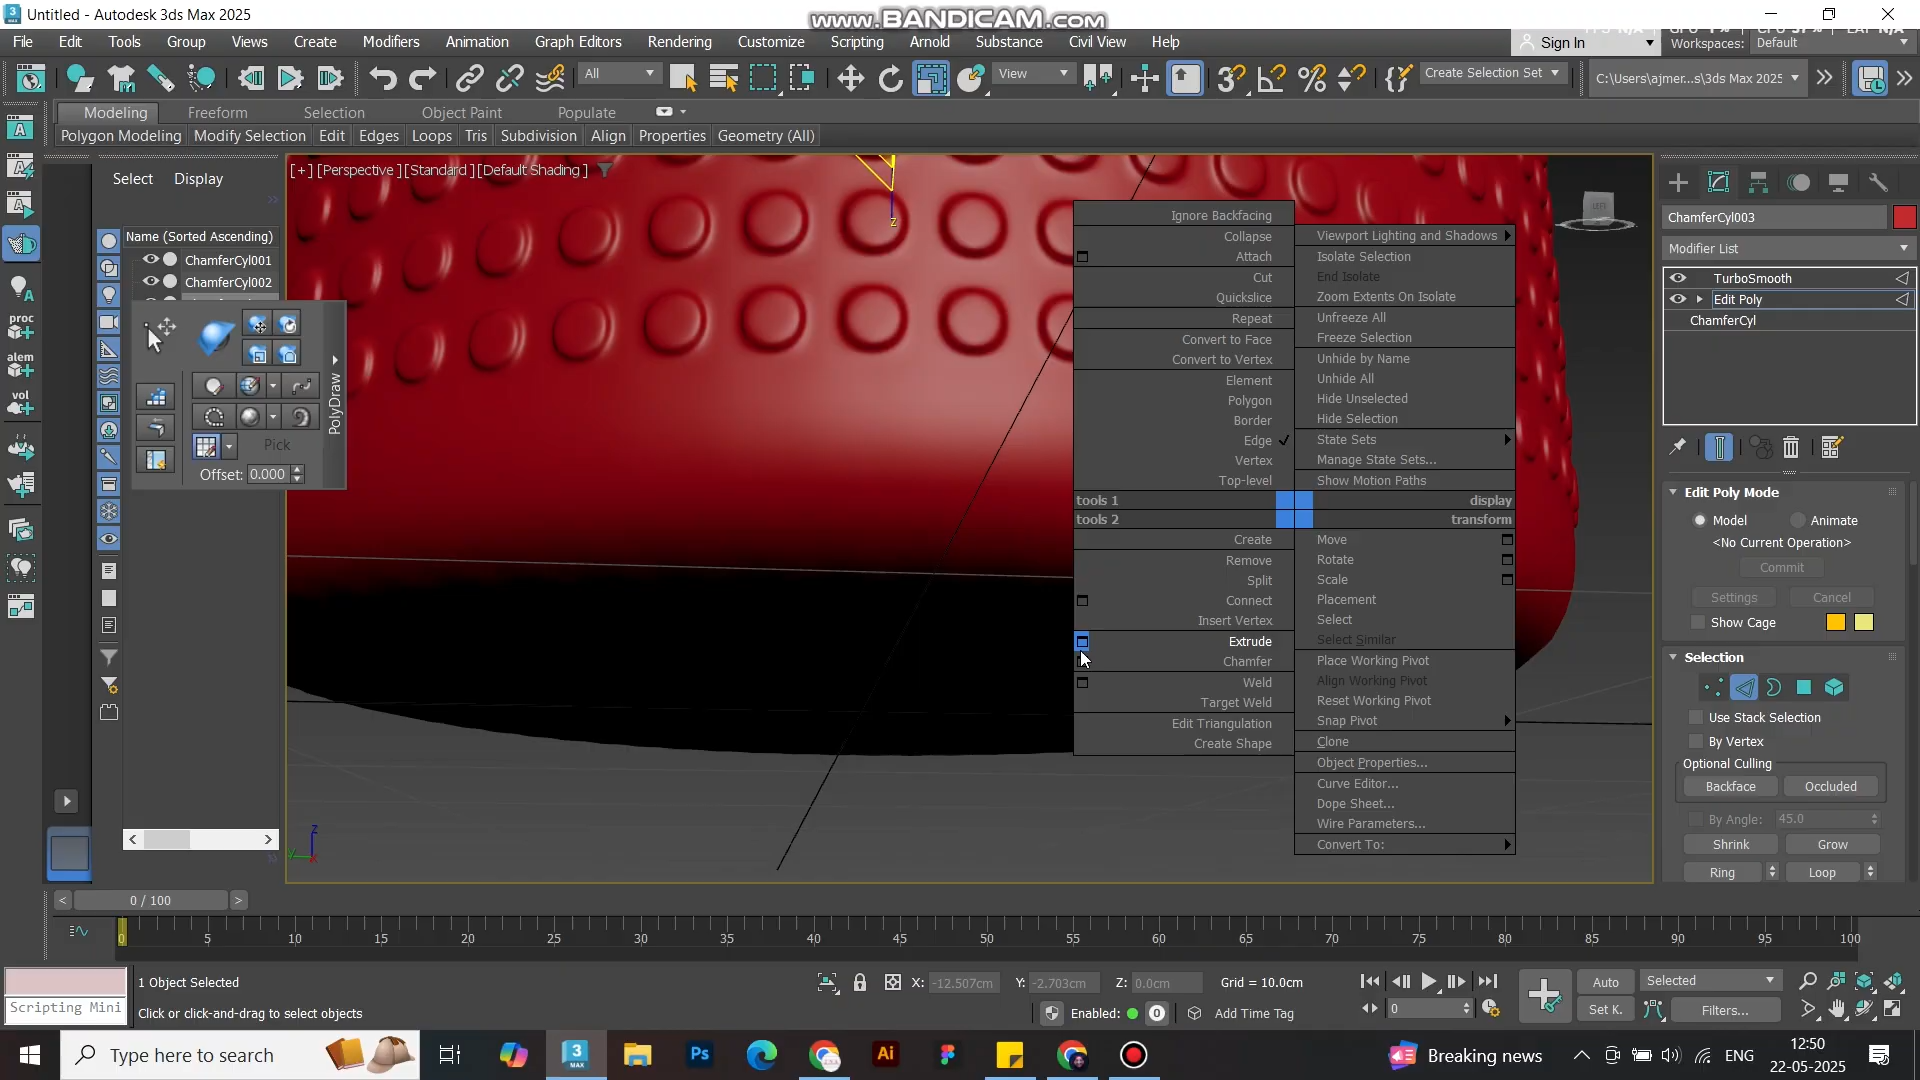 Untitled - Autodesk 3ds Max 2025
www.BANDICAM.com
File Edit Tools Group Views Create Modifiers Animation Graph Editors Rendering Customize Scripting Arnold Substance Civil View Help
Sign In
Workspaces: Default
All
View
Create Selection Set
C:\Users\ajmer...s\3ds Max 2025
Modeling Freeform Selection Object Paint Populate
Polygon Modeling Modify Selection Edit Edges Loops Tris Subdivision Align Properties Geometry (All)
Select Display
Name (Sorted Ascending)
ChamferCyl001
ChamferCyl002
proc
alem
vol
PolyDraw
Pick
Offset: 0.000
[+] [Perspective ] [Standard ] [Default Shading ]
LEFT
z
Ignore Backfacing
Collapse
Attach
Cut
Quickslice
Repeat
Convert to Face
Convert to Vertex
Element
Polygon
Border
Edge
Vertex
Top-level
tools 1
tools 2
Create
Remove
Split
Connect
Insert Vertex
Extrude
Chamfer
Weld
Target Weld
Edit Triangulation
Create Shape
Viewport Lighting and Shadows
Isolate Selection
End Isolate
Zoom Extents On Isolate
Unfreeze All
Freeze Selection
Unhide by Name
Unhide All
Hide Unselected
Hide Selection
State Sets
Manage State Sets...
Show Motion Paths
display
transform
Move
Rotate
Scale
Placement
Select
Select Similar
Place Working Pivot
Align Working Pivot
Reset Working Pivot
Snap Pivot
Clone
Object Properties...
Curve Editor...
Dope Sheet...
Wire Parameters...
Convert To:
ChamferCyl003
Modifier List
TurboSmooth
Edit Poly
ChamferCyl
Edit Poly Mode
Model Animate
<No Current Operation>
Commit
Settings Cancel
Show Cage
Selection
Use Stack Selection
By Vertex
Optional Culling
Backface Occluded
By Angle: 45.0
Shrink Grow
Ring Loop
z
y x
< 0 / 100 >
0 5 10 15 20 25 30 35 40 45 50 55 60 65 70 75 80 85 90 95 100
1 Object Selected
Scripting Mini
Click or click-and-drag to select objects
X: -12.507cm Y: -2.703cm Z: 0.0cm Grid = 10.0cm
Enabled: 0 Add Time Tag
0
Auto Selected
Set K. Filters...
Type here to search
Breaking news
ENG
12:50
22-05-2025